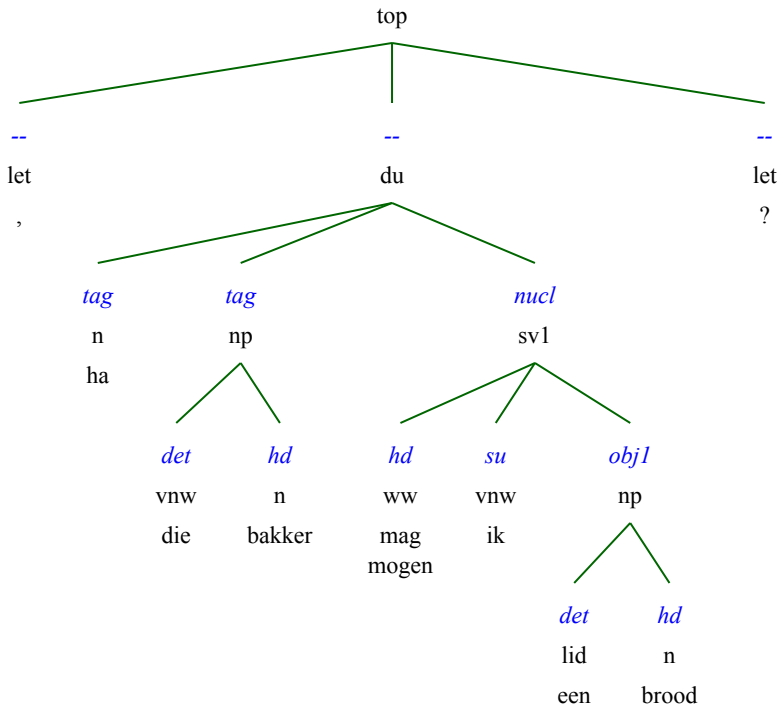 top
-- -- --
let du let
, ?
tag tag nucl
n np sv1
ha
det hd hd su obj1
vnw n ww vnw np
die bakker mag ik
mogen
det hd
lid n
een brood